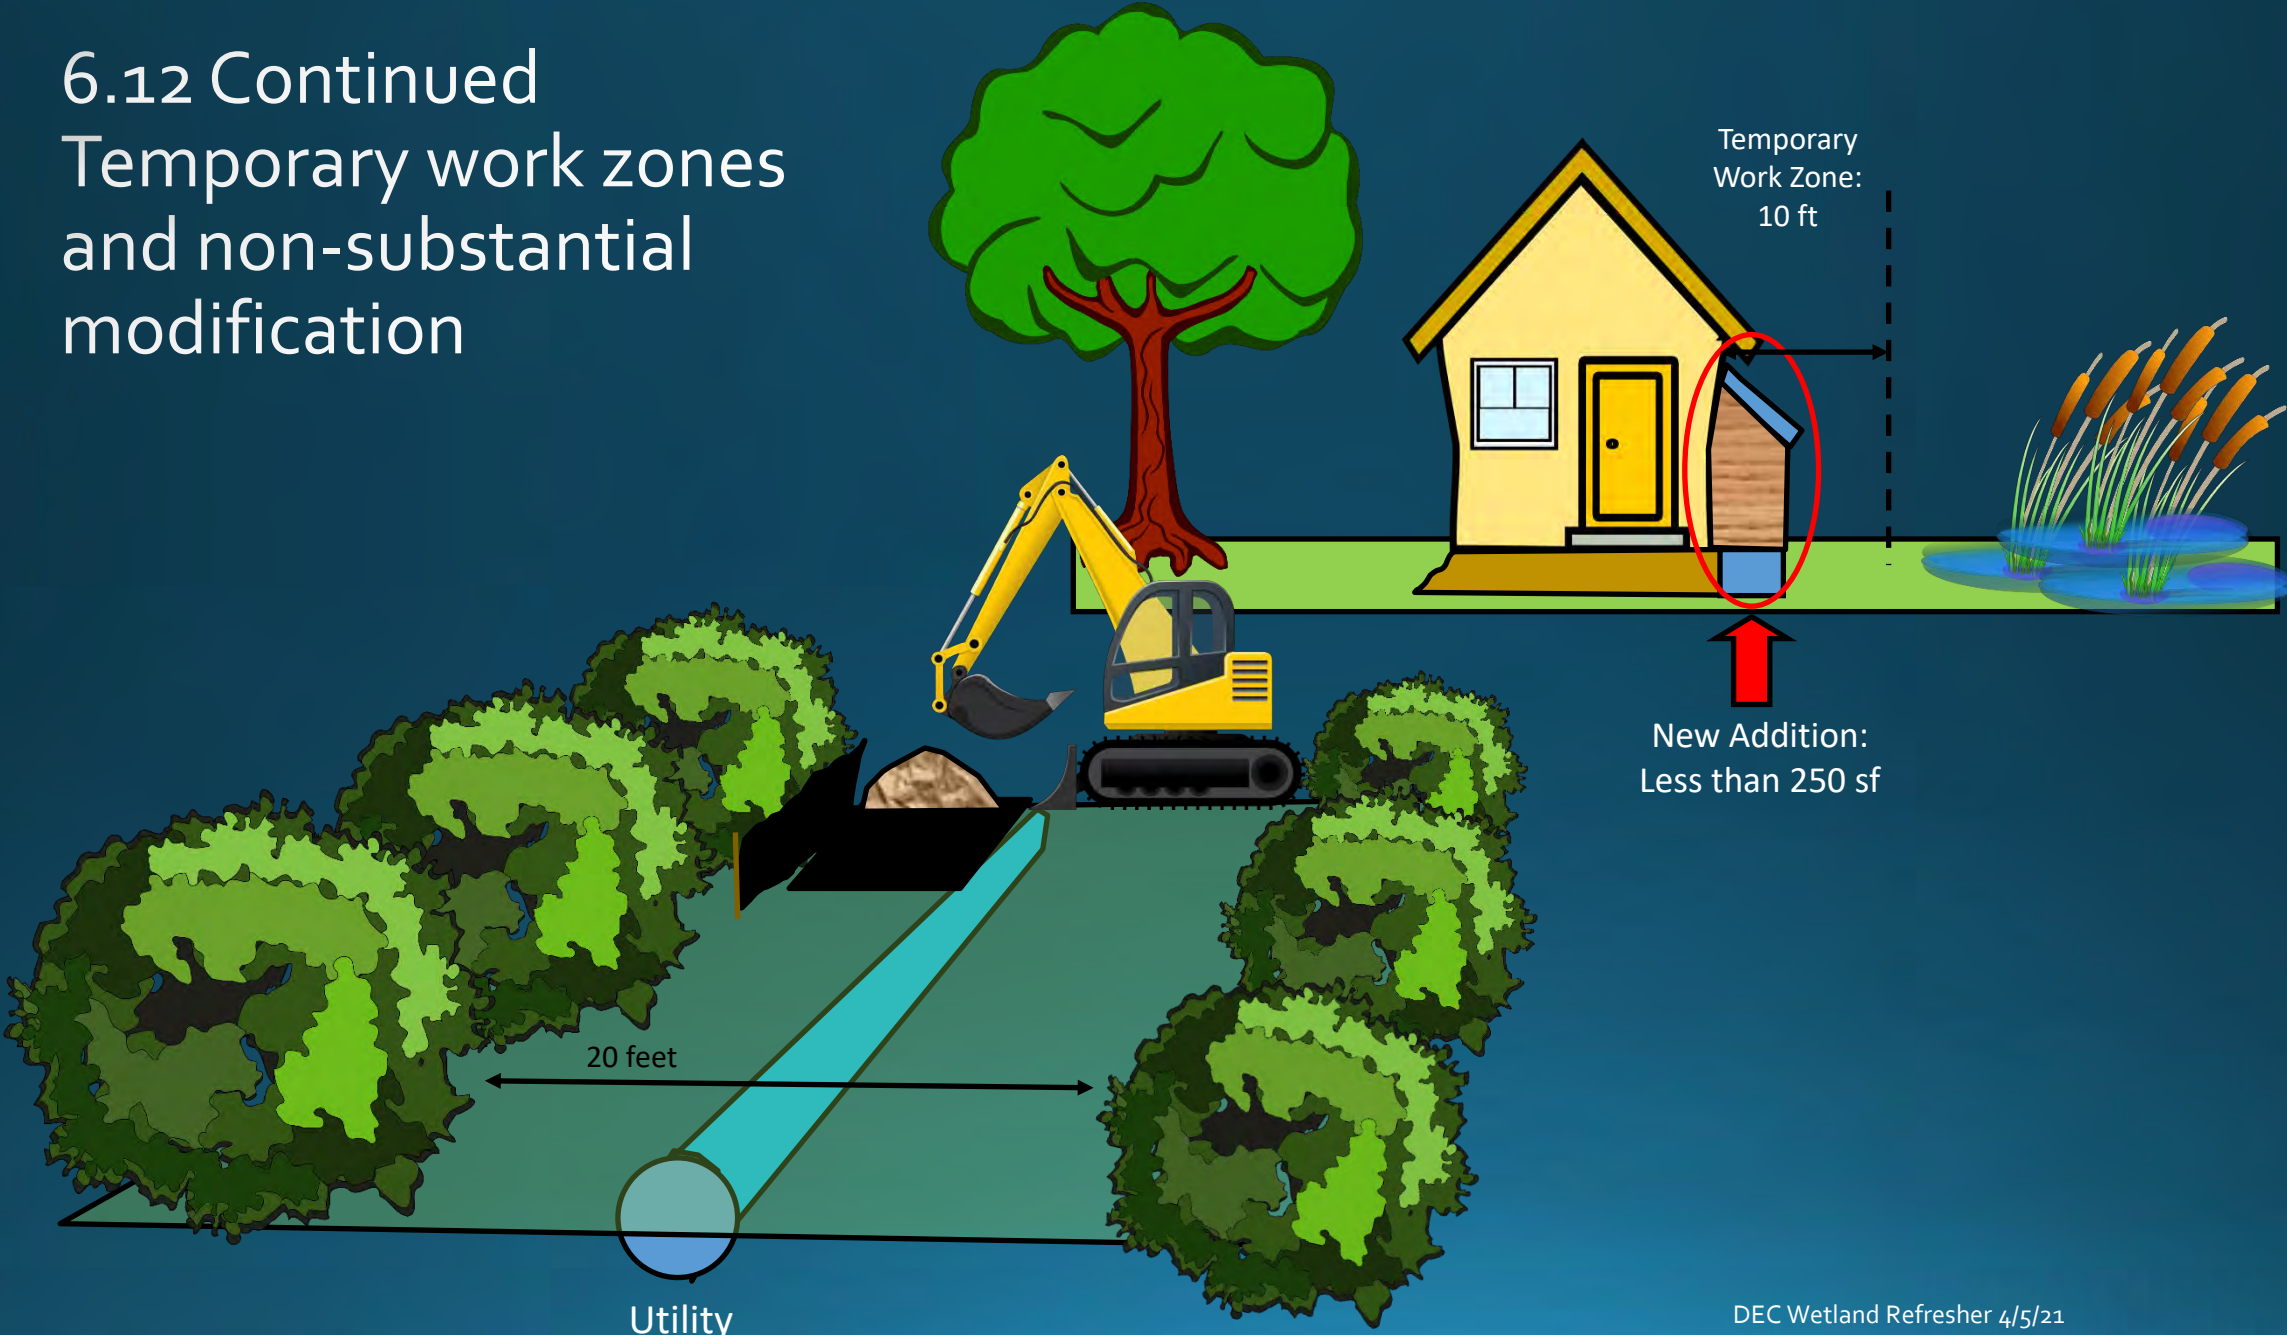 6.12 Continued
Temporary work zones
and non-substantial
modification
Temporary
Work Zone:
10 ft
New Addition:
Less than 250 sf
20 feet
Utility
DEC Wetland Refresher 4/5/21